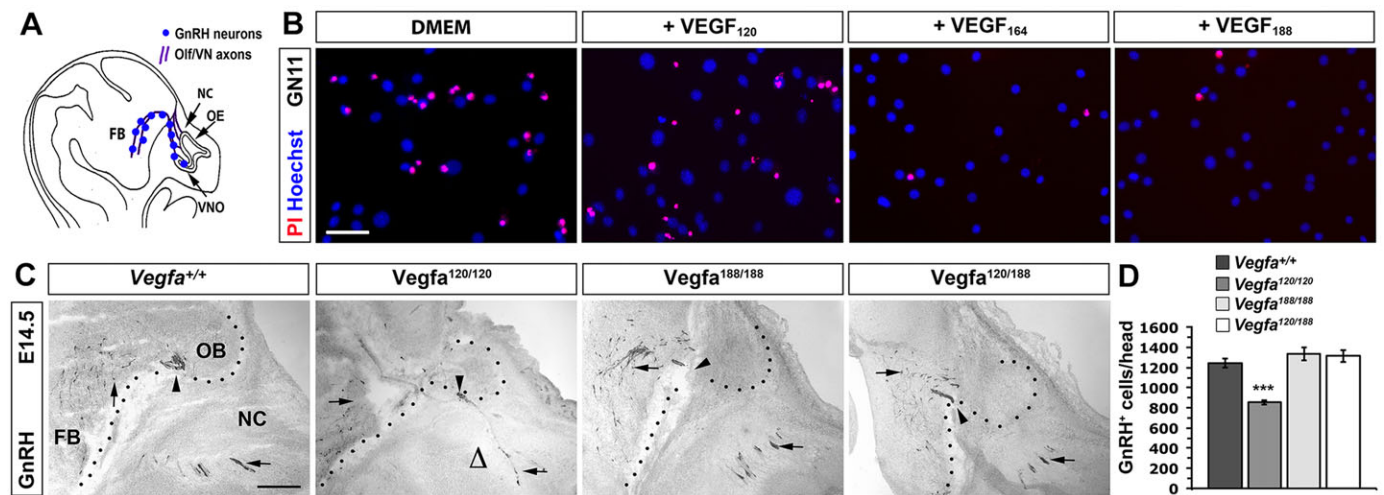 A
GnRH neurons
Olf/VN axons
NC
OE
FB
VNO
B
DMEM
+ VEGF120
+ VEGF164
+ VEGF188
PI Hoechst GN11
C
Vegfa+/+
Vegfa120/120
Vegfa188/188
Vegfa120/188
GnRH E14.5
OB
NC
FB
Δ
D
Vegfa+/+
Vegfa120/120
Vegfa188/188
Vegfa120/188
GnRH+ cells/head
1600
1400
1200
1000
800
600
400
200
0
***